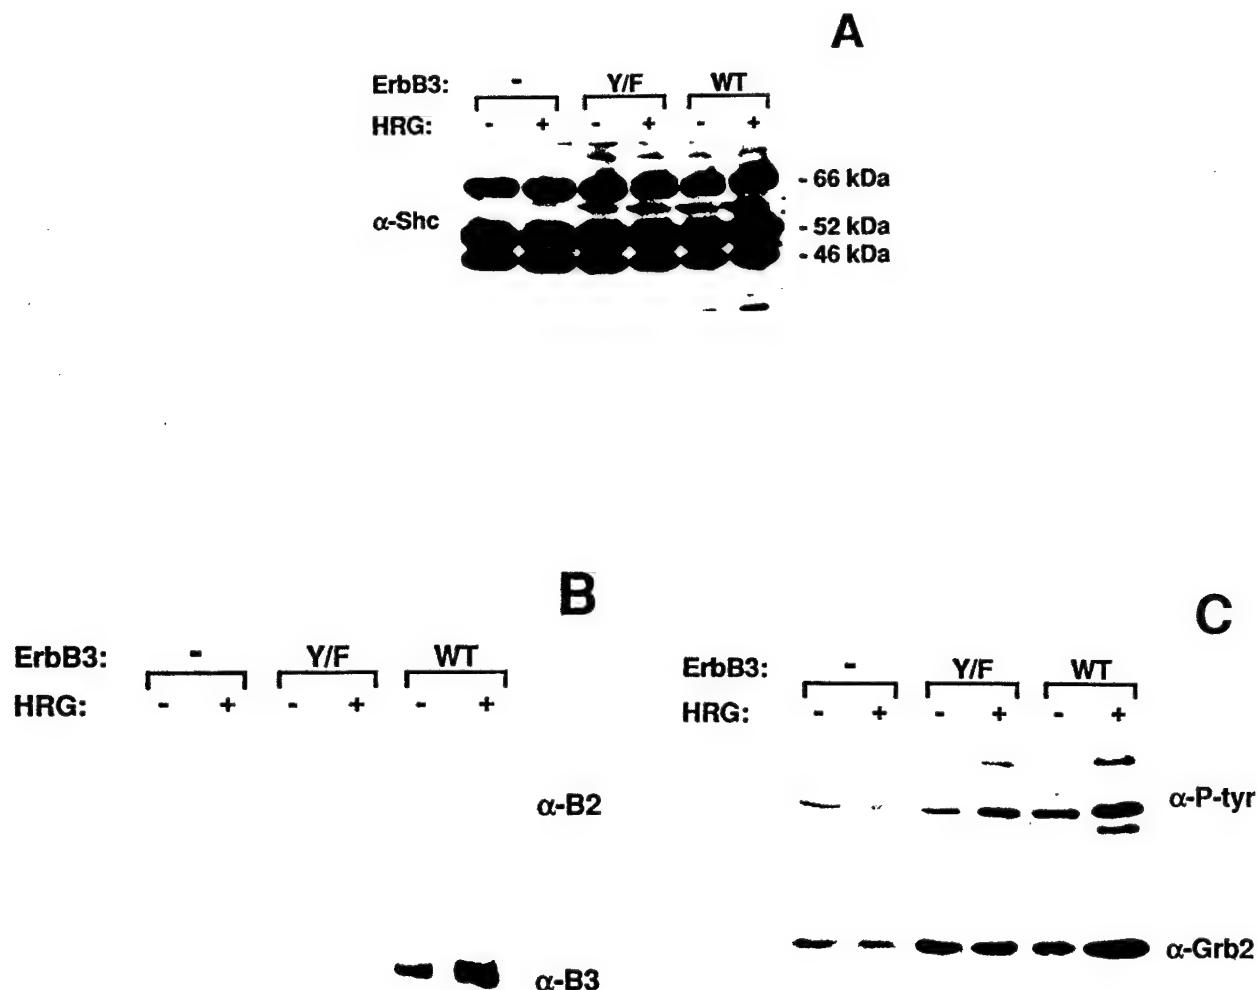 A
ErbB3: - Y/F WT
HRG: - + - + - +
- 66 kDa
α-Shc
- 52 kDa
- 46 kDa
B
ErbB3: - Y/F WT
HRG: - + - + - +
α-B2
α-B3
C
ErbB3: - Y/F WT
HRG: - + - + - +
α-P-tyr
α-Grb2